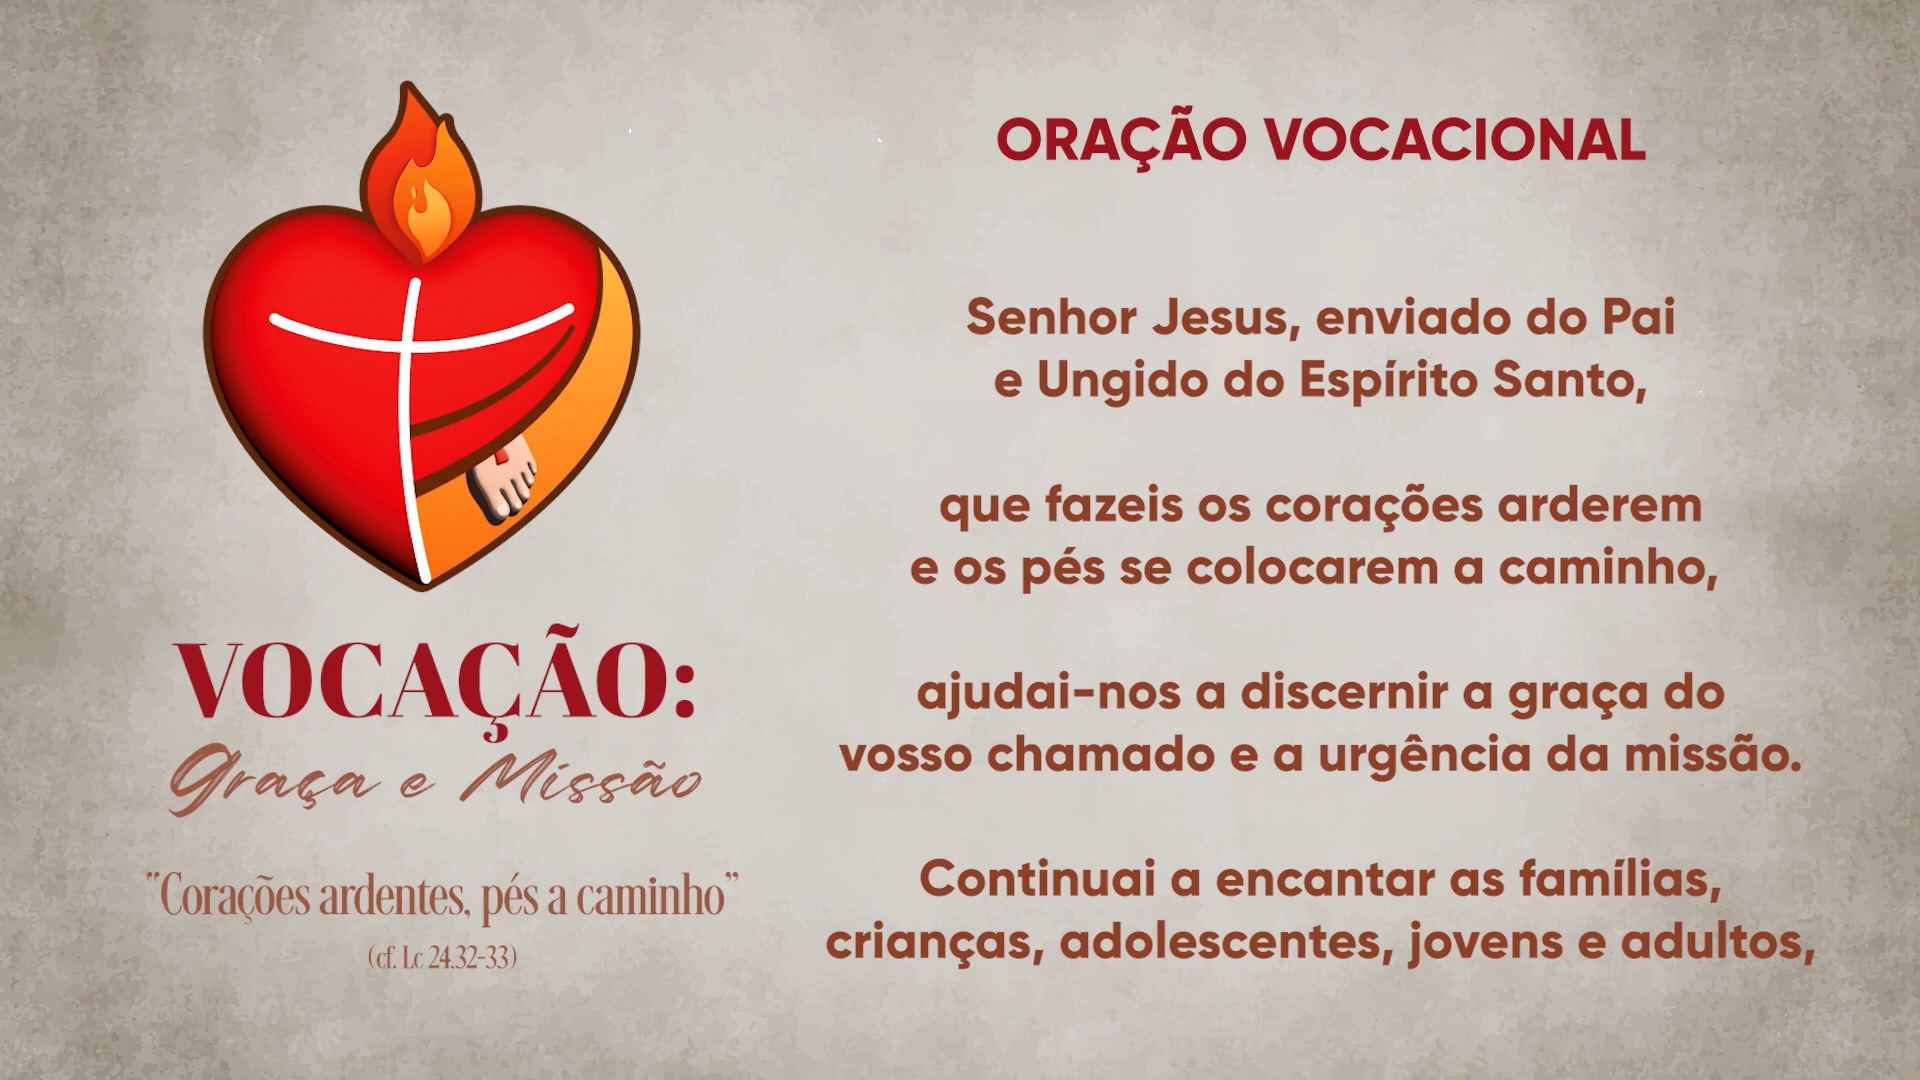 VOCAÇÃO:
Graça e Missão
“Corações ardentes, pés a caminho”
(cf. Lc 24,32-33)
ORAÇÃO VOCACIONAL
Senhor Jesus, enviado do Pai
e Ungido do Espírito Santo,
que fazeis os corações arderem
e os pés se colocarem a caminho,
ajudai-nos a discernir a graça do
vosso chamado e a urgência da missão.
Continuai a encantar as famílias,
crianças, adolescentes, jovens e adultos,